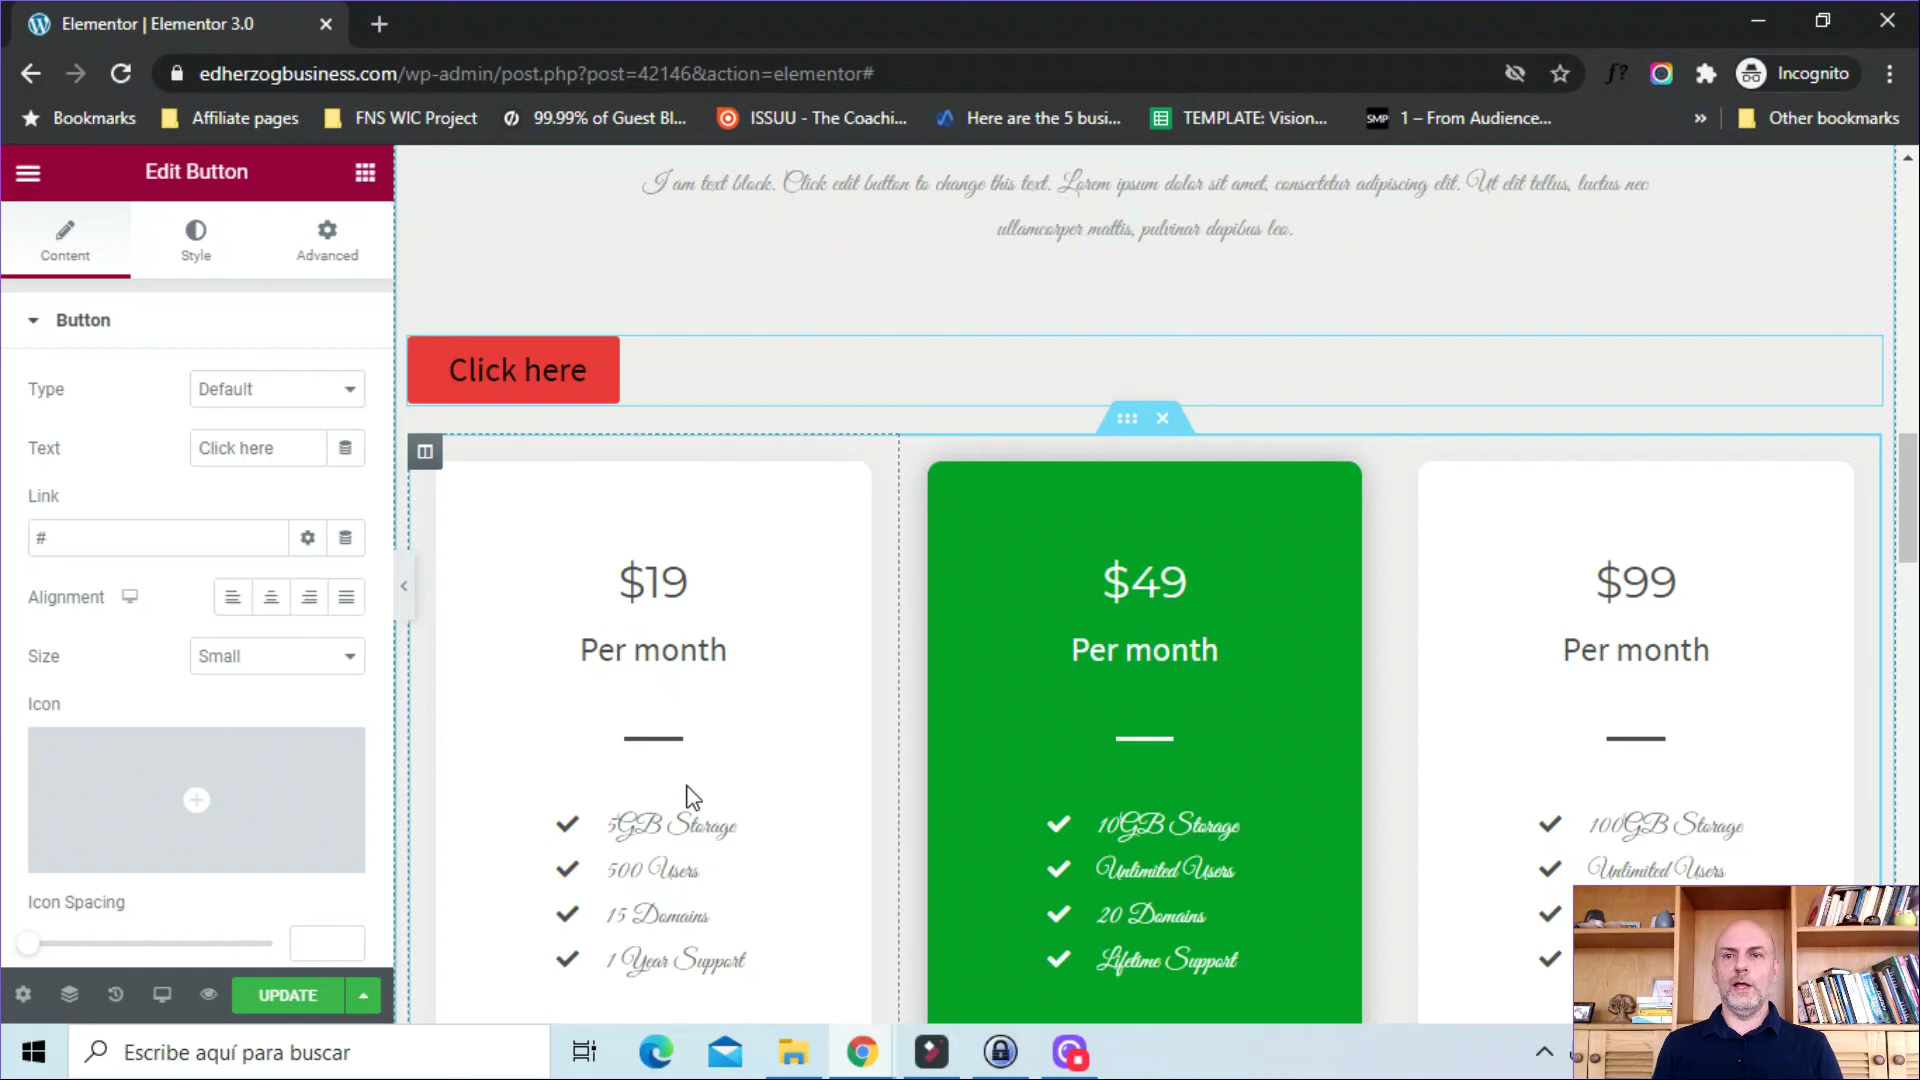 Elementor | Elementor 3.0
edherzogbusiness.com/wp-admin/post.php?post=42146&action=elementor#
f?
Incognito
Bookmarks
Affiliate pages
FNS WIC Project
99.99% of Guest Bl...
ISSUU - The Coachi...
Here are the 5 busi...
TEMPLATE: Vision...
SMP
1 – From Audience...
»
Other bookmarks
Edit Button
Content
Style
Advanced
Button
Type
Default
Text
Click here
Link
#
Alignment
Size
Small
Icon
Icon Spacing
UPDATE
I am text block. Click edit button to change this text. Lorem ipsum dolor sit amet, consectetur adipiscing elit. Ut elit tellus, luctus nec
ullamcorper mattis, pulvinar dapibus leo.
Click here
$19
Per month
5GB Storage
500 Users
15 Domains
1 Year Support
$49
Per month
10GB Storage
Unlimited Users
20 Domains
Lifetime Support
$99
Per month
100GB Storage
Unlimited Users
Escribe aquí para buscar